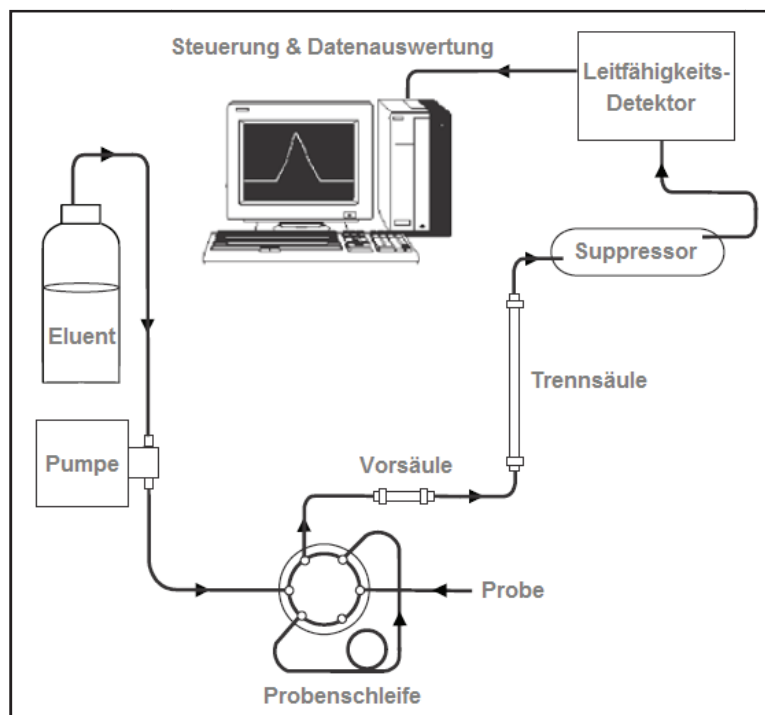 Steuerung & Datenauswertung
Leitfähigkeits-
Detektor
Suppressor
Eluent
Trennsäule
Pumpe
Vorsäule
Probe
Probenschleife